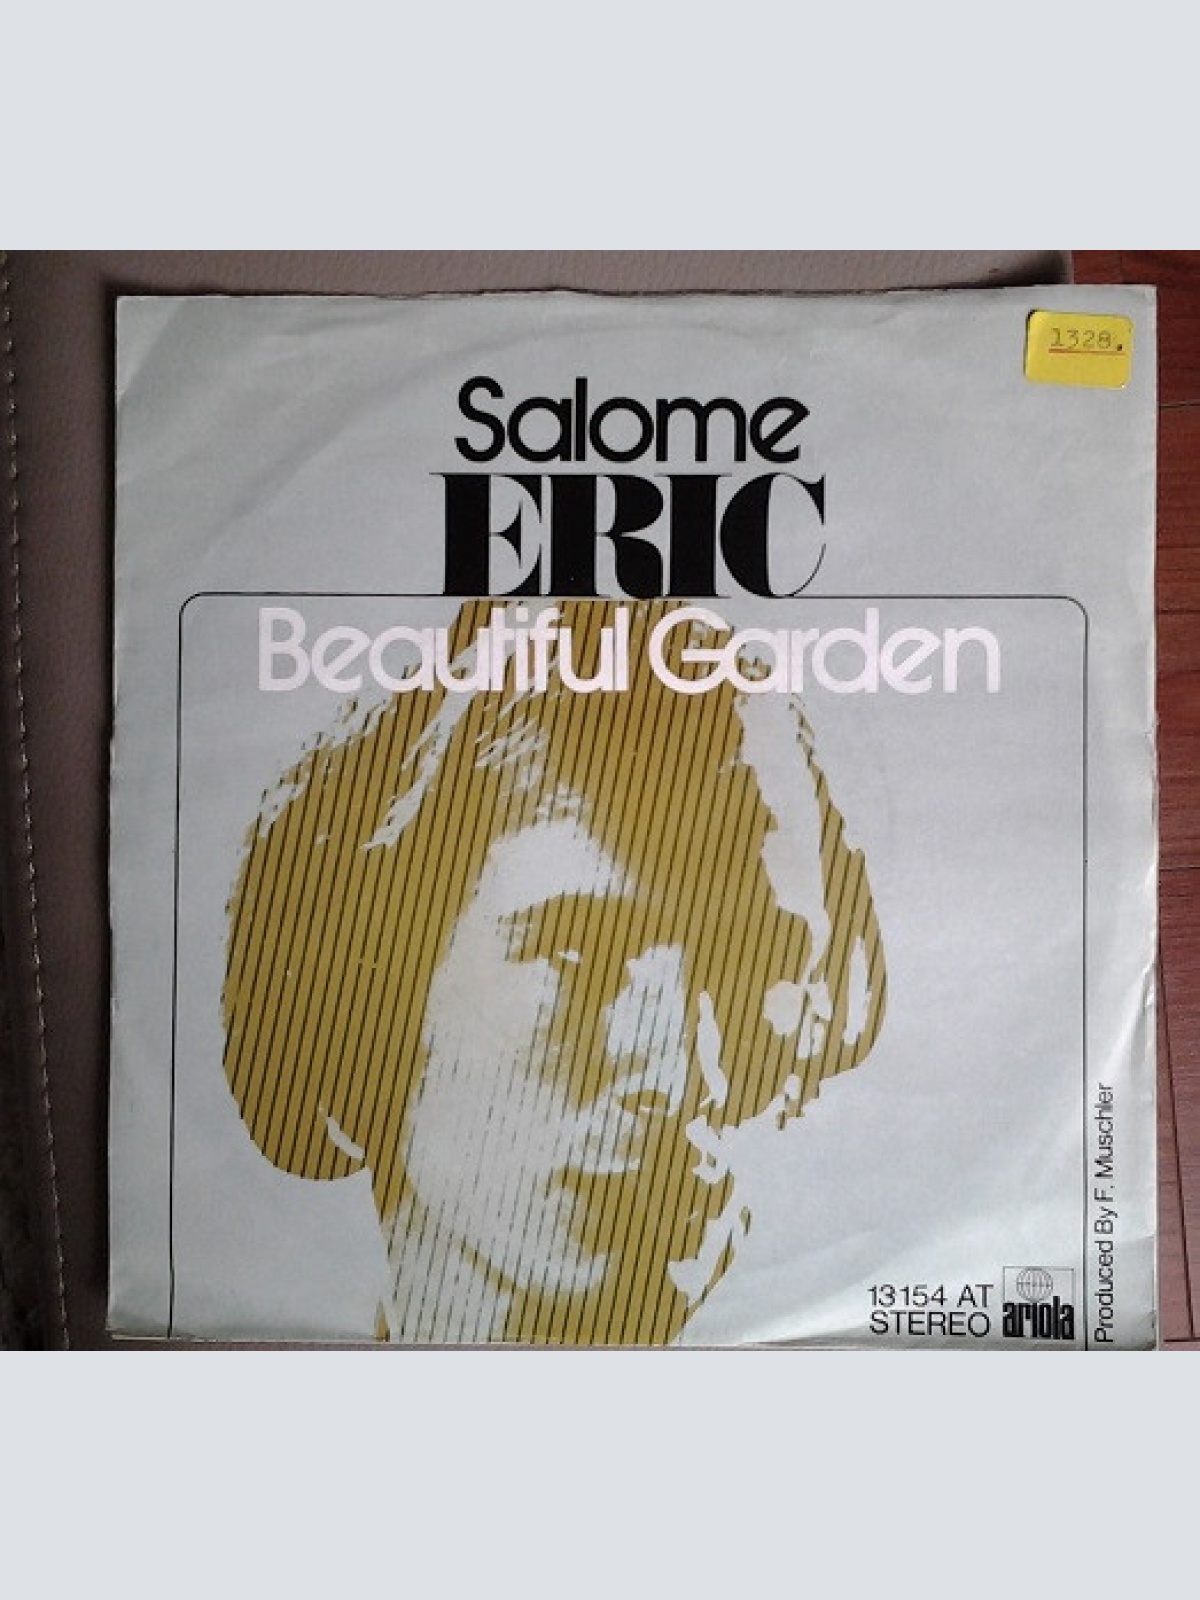 1328.
Salome
ERIC
Beautiful Garden
13154 AT
STEREO
ariola
Produced By F. Muschler